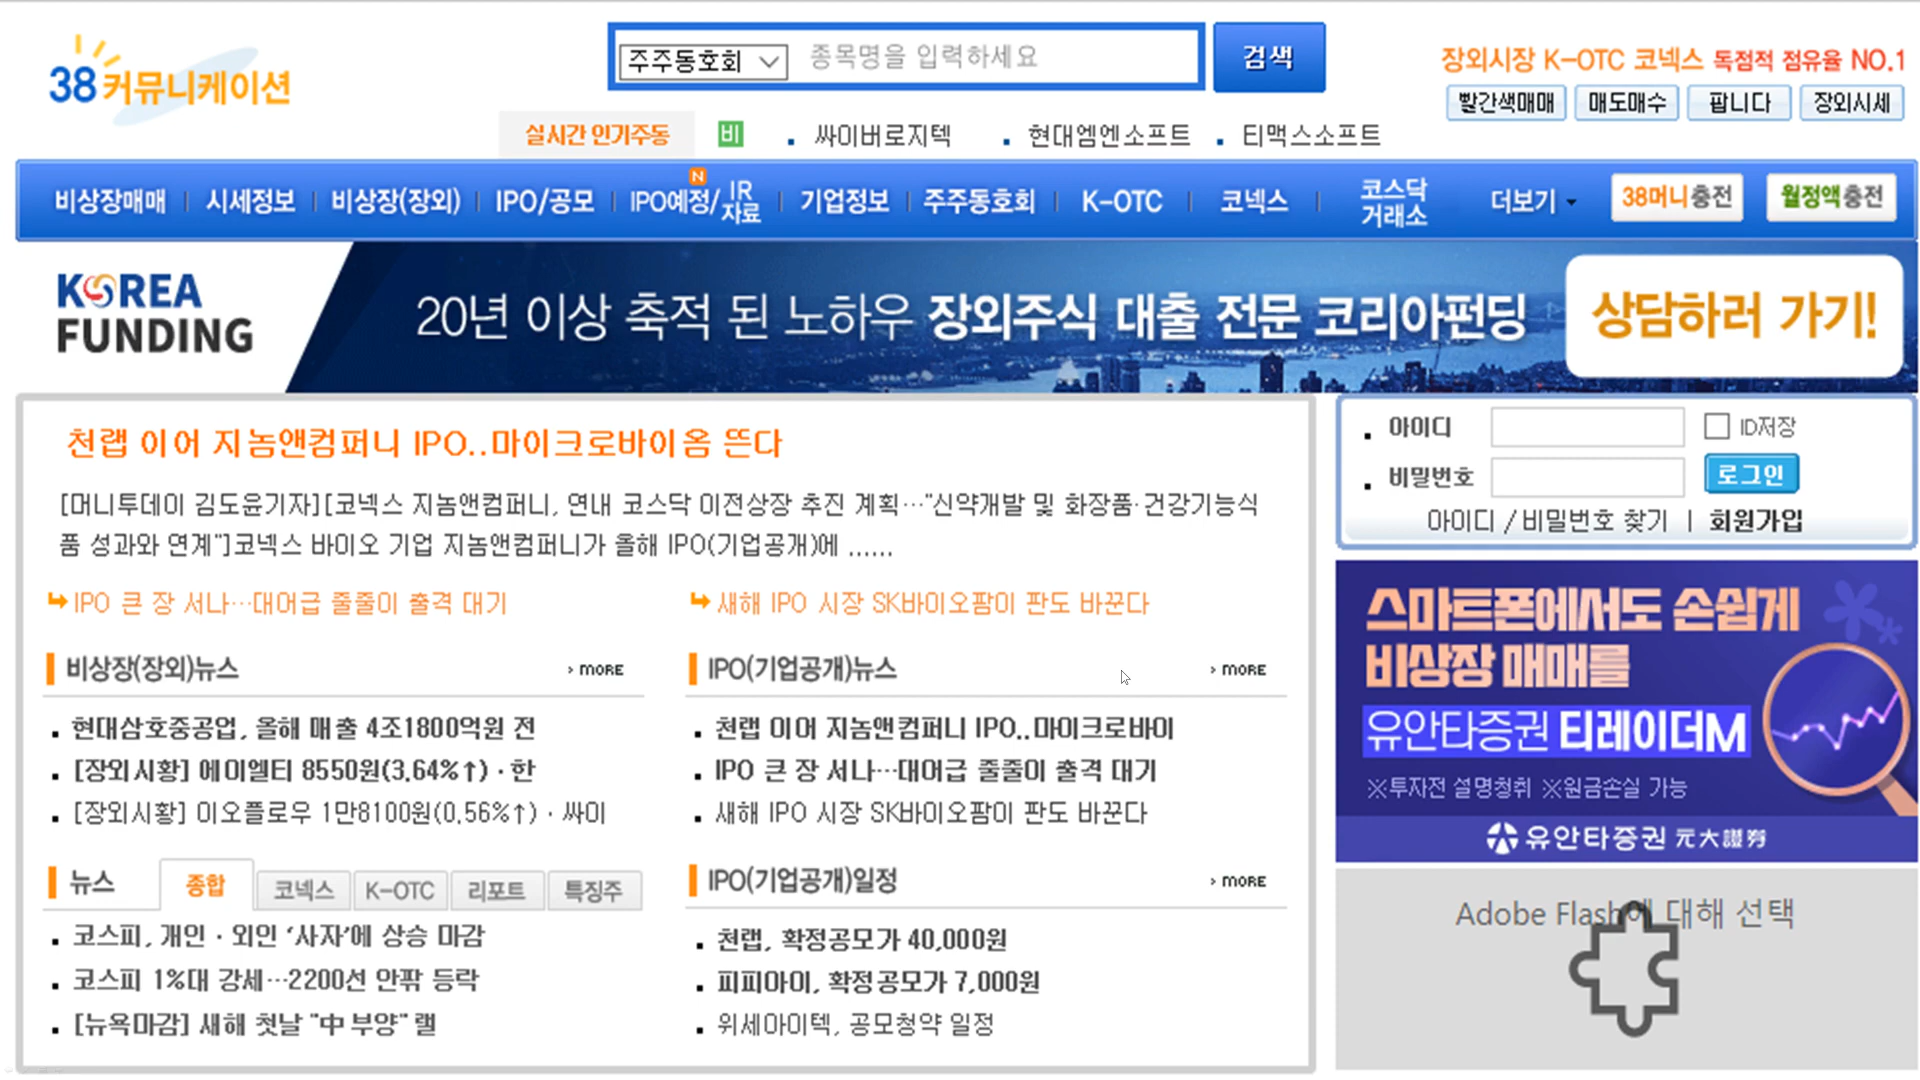 38커뮤니케이션
주주동호회
종목명을 입력하세요
검색
장외시장 K-OTC 코넥스 독점적 점유율 NO.1
빨간색매매 매도매수 팝니다 장외시세
실시간 인기주동 비 싸이버로지텍 현대엠엔소프트 티맥스소프트
비상장매매 시세정보 비상장(장외) IPO/공모 IPO예정/IR자료 N 기업정보 주주동호회 K-OTC 코넥스 코스닥거래소 더보기 38머니충전 월정액충전
KOREA
FUNDING
20년 이상 축적 된 노하우 장외주식 대출 전문 코리아펀딩
상담하러 가기!
천랩 이어 지놈앤컴퍼니 IPO..마이크로바이옴 뜬다
[머니투데이 김도윤기자][코넥스 지놈앤컴퍼니, 연내 코스닥 이전상장 추진 계획…"신약개발 및 화장품·건강기능식
품 성과와 연계"]코넥스 바이오 기업 지놈앤컴퍼니가 올해 IPO(기업공개)에 ......
IPO 큰 장 서나…대어급 줄줄이 출격 대기
새해 IPO 시장 SK바이오팜이 판도 바꾼다
비상장(장외)뉴스 › MORE
현대삼호중공업, 올해 매출 4조1800억원 전
[장외시황] 에이엘티 8550원(3.64%↑)·한
[장외시황] 이오플로우 1만8100원(0.56%↑)·싸이
IPO(기업공개)뉴스 › MORE
천랩 이어 지놈앤컴퍼니 IPO..마이크로바이
IPO 큰 장 서나…대어급 줄줄이 출격 대기
새해 IPO 시장 SK바이오팜이 판도 바꾼다
뉴스 종합 코넥스 K-OTC 리포트 특징주
코스피, 개인·외인 '사자'에 상승 마감
코스피 1%대 강세…2200선 안팎 등락
[뉴욕마감] 새해 첫날 "中 부양" 랠
IPO(기업공개)일정 › MORE
천랩, 확정공모가 40,000원
피피아이, 확정공모가 7,000원
위세아이텍, 공모청약 일정
아이디 ID저장
비밀번호 로그인
아이디 / 비밀번호 찾기 | 회원가입
스마트폰에서도 손쉽게
비상장 매매를
유안타증권 티레이더M
※투자전 설명청취 ※원금손실 가능
유안타증권 元大證券
Adobe Flash에 대해 선택